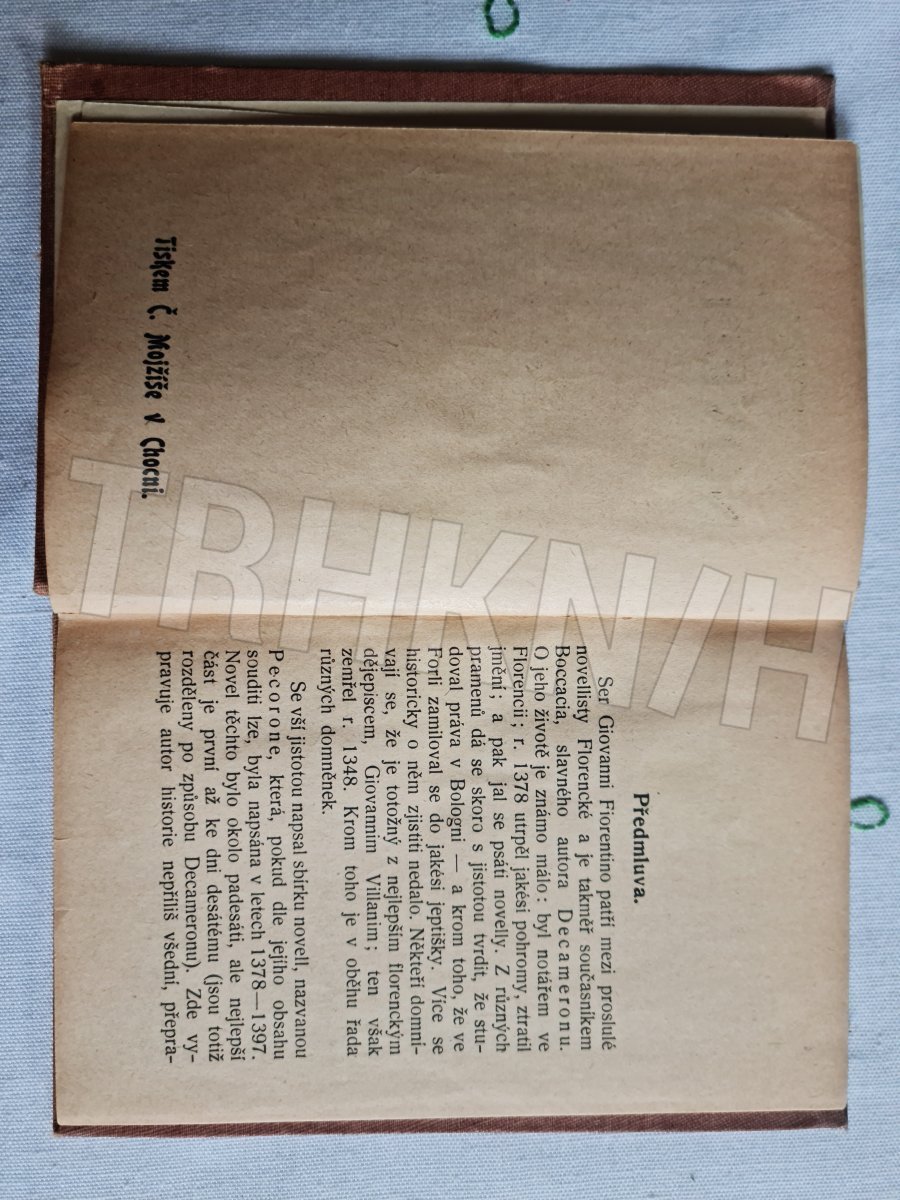 Tiskem Č. Mojžíše v Chocni.
Předmluva.
Ser Giovanni Fiorentino patří mezi proslulé
novellisty Florencké a je takměř současníkem
Boccacia, slavného autora Decameronu.
O jeho životě je známo málo: byl notářem ve
Florencii; r. 1378 utrpěl jakési pohromy, ztratil
jmění; a pak jal se psáti novelly. Z různých
pramenů dá se skoro s jistotou tvrdit, že stu-
doval práva v Bologni — a krom toho, že ve
Forli zamiloval se do jakési jeptišky. Více se
historicky o něm zjistiti nedalo. Někteří domní-
vají se, že je totožný z nejlepším florenckým
dějepiscem, Giovannim Villanim; ten však
zemřel r. 1348. Krom toho je v oběhu řada
různých domněnek.
Se vší jistotou napsal sbírku novell, nazvanou
Pecorone, která, pokud dle jejího obsahu
souditi lze, byla napsána v letech 1378—1397.
Novel těchto bylo okolo padesáti, ale nejlepší
část je první až ke dni desátému (jsou totiž
rozděleny po způsobu Decameronu). Zde vy-
pravuje autor historie nepříliš všední, přepra-
TRHKNIH